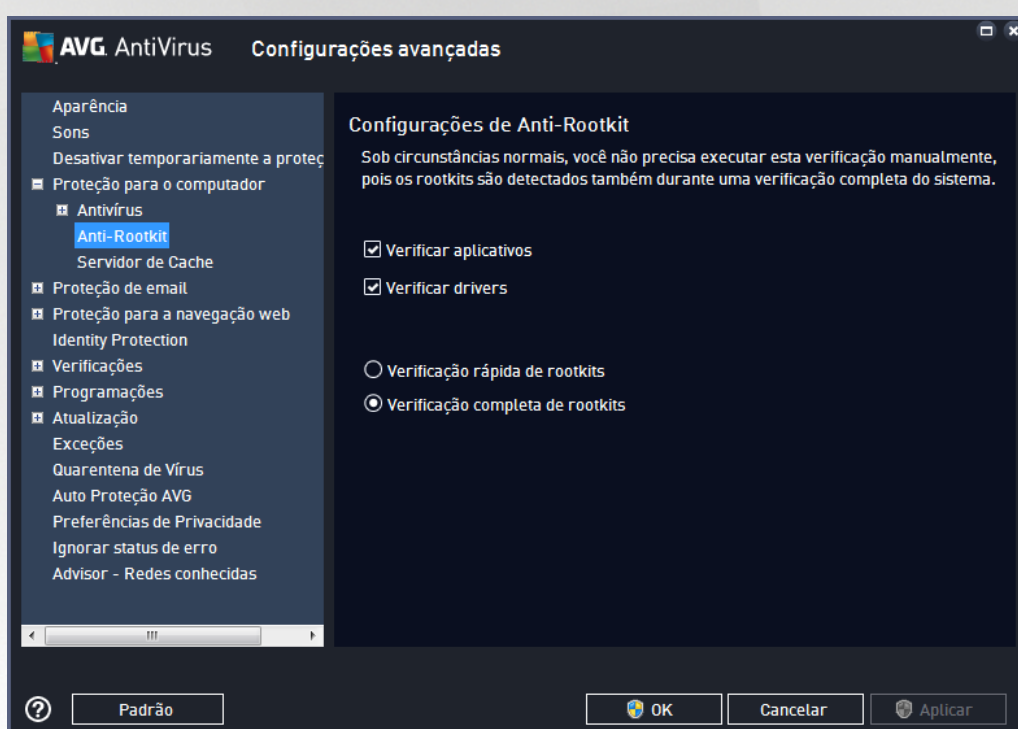 AVG. AntiVirus Configurações avançadas
Aparência
Sons
Desativar temporariamente a proteç
Proteção para o computador
Antivírus
Anti-Rootkit
Servidor de Cache
Proteção de email
Proteção para a navegação web
Identity Protection
Verificações
Programações
Atualização
Exceções
Quarentena de Vírus
Auto Proteção AVG
Preferências de Privacidade
Ignorar status de erro
Advisor - Redes conhecidas
Configurações de Anti-Rootkit
Sob circunstâncias normais, você não precisa executar esta verificação manualmente,
pois os rootkits são detectados também durante uma verificação completa do sistema.
Verificar aplicativos
Verificar drivers
Verificação rápida de rootkits
Verificação completa de rootkits
? Padrão OK Cancelar Aplicar